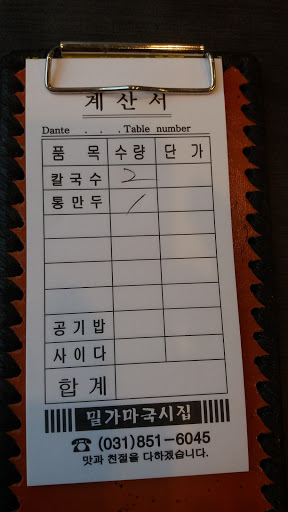 계산서
Dante . . . Table number
품 목 수량 단 가
칼국수 2
통만두 1
공기밥
사이다
합계
밀가마국시집
☎ (031)851-6045
맛과 친절을 다하겠습니다.